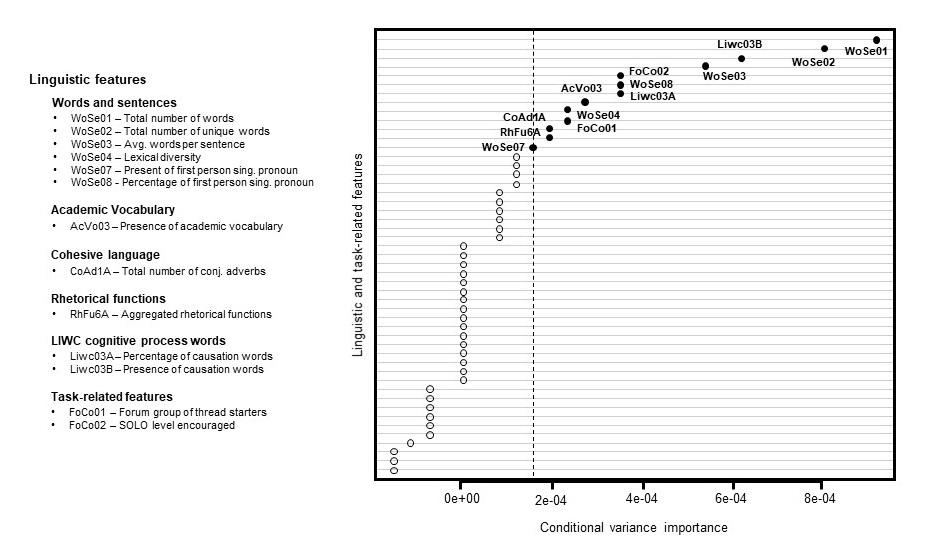 Linguistic features
Words and sentences
• WoSe01 – Total number of words
• WoSe02 – Total number of unique words
• WoSe03 – Avg. words per sentence
• WoSe04 – Lexical diversity
• WoSe07 – Present of first person sing. pronoun
• WoSe08 - Percentage of first person sing. pronoun
Academic Vocabulary
• AcVo03 – Presence of academic vocabulary
Cohesive language
• CoAd1A – Total number of conj. adverbs
Rhetorical functions
• RhFu6A – Aggregated rhetorical functions
LIWC cognitive process words
• Liwc03A – Percentage of causation words
• Liwc03B – Presence of causation words
Task-related features
• FoCo01 – Forum group of thread starters
• FoCo02 – SOLO level encouraged
Linguistic and task-related features
WoSe01
Liwc03B
WoSe02
WoSe03
FoCo02
WoSe08
Liwc03A
AcVo03
WoSe04
CoAd1A
FoCo01
RhFu6A
WoSe07
0e+00 2e-04 4e-04 6e-04 8e-04
Conditional variance importance